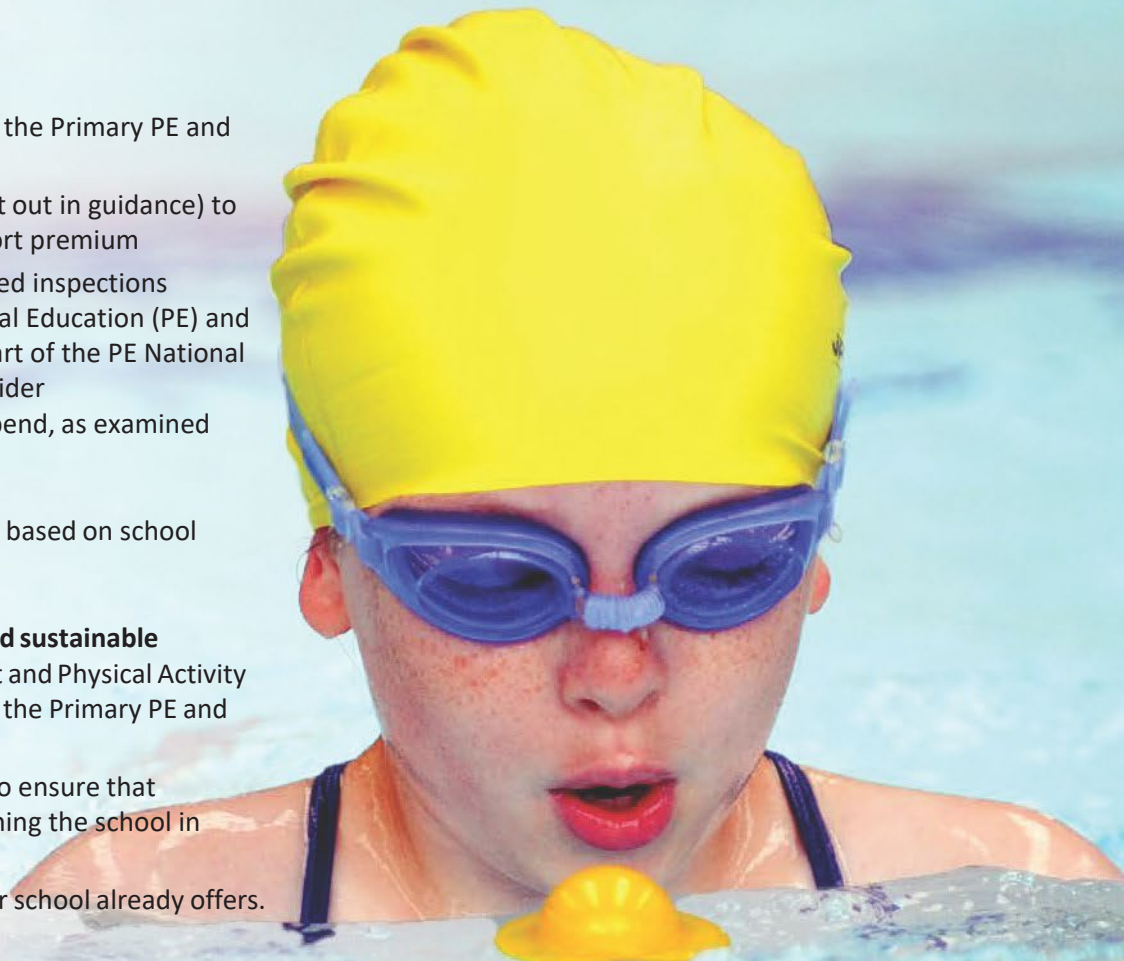 the Primary PE and
t out in guidance) to
ort premium
ed inspections
al Education (PE) and
art of the PE National
ider
pend, as examined
based on school
d sustainable
t and Physical Activity
the Primary PE and
o ensure that
ning the school in
r school already offers.